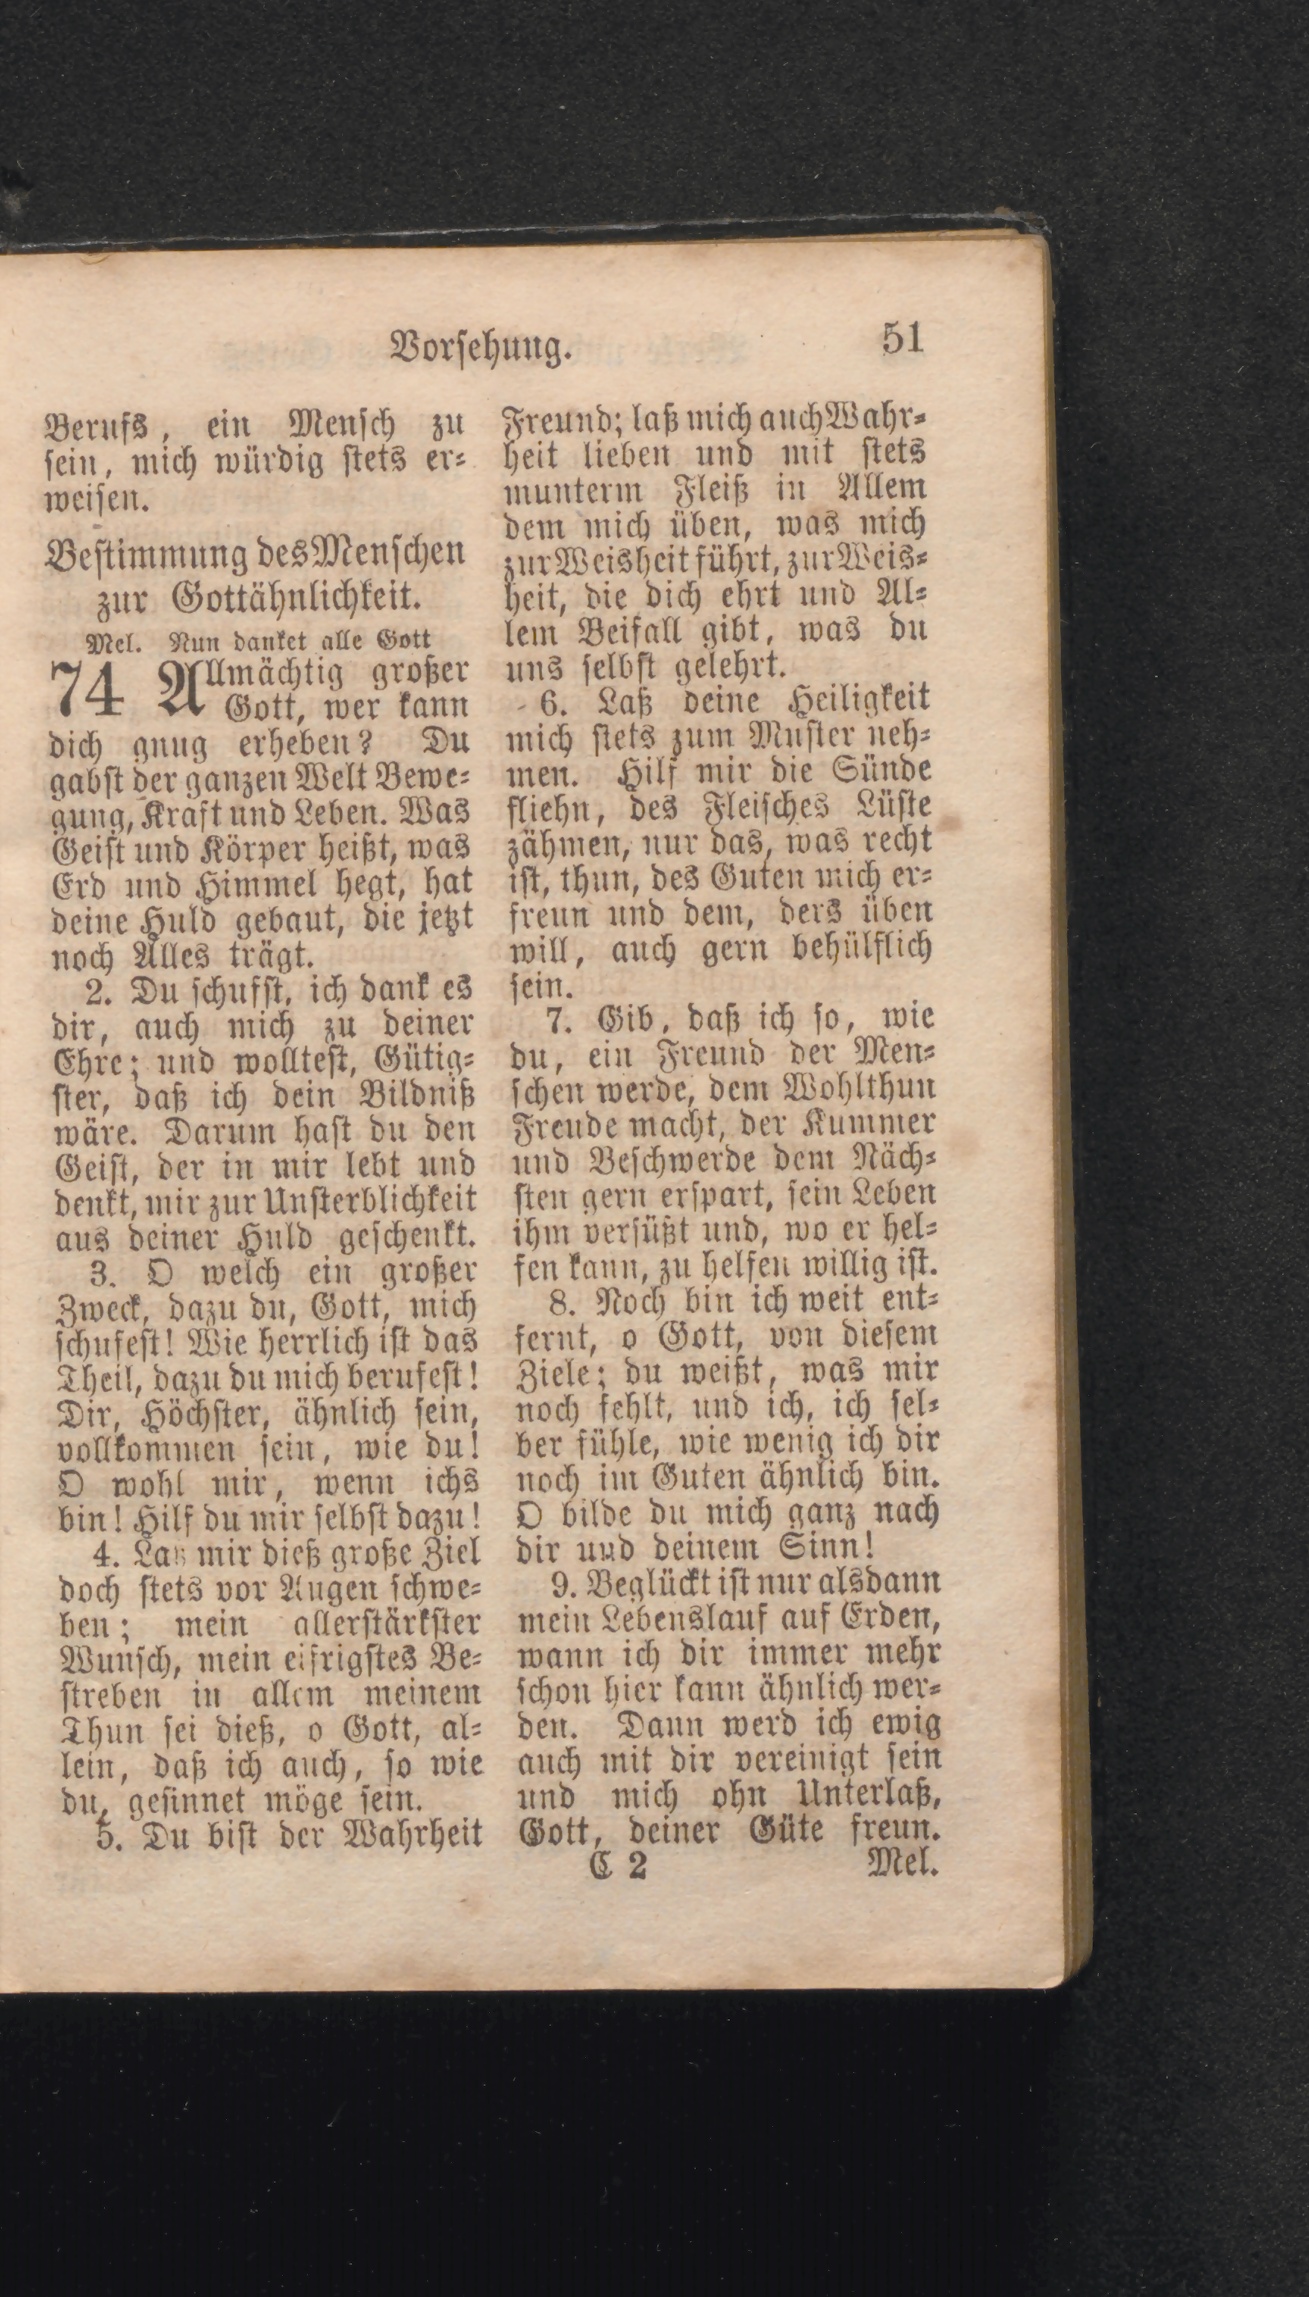 Vorsehung. 51
Berufs, ein Mensch zu
sein, mich würdig stets er-
weisen.
Bestimmung des Menschen
zur Gottähnlichkeit.
Mel. Nun danket alle Gott
74 Allmächtig großer
Gott, wer kann
dich gnug erheben? Du
gabst der ganzen Welt Bewe-
gung, Kraft und Leben. Was
Geist und Körper heißt, was
Erd und Himmel hegt, hat
deine Huld gebaut, die jetzt
noch Alles trägt.
2. Du schufst, ich dank es
dir, auch mich zu deiner
Ehre; und wolltest, Gütig-
ster, daß ich dein Bildniß
wäre. Darum hast du den
Geist, der in mir lebt und
denkt, mir zur Unsterblichkeit
aus deiner Huld geschenkt.
3. O welch ein großer
Zweck, dazu du, Gott, mich
schufest! Wie herrlich ist das
Theil, dazu du mich berufest!
Dir, Höchster, ähnlich sein,
vollkommen sein, wie du!
O wohl mir, wenn ichs
bin! Hilf du mir selbst dazu!
4. Laß mir dieß große Ziel
doch stets vor Augen schwe-
ben; mein allerstärkster
Wunsch, mein eifrigstes Be-
streben in allem meinem
Thun sei dieß, o Gott, al-
lein, daß ich auch, so wie
du, gesinnet möge sein.
5. Du bist der Wahrheit
Freund; laß mich auch Wahr-
heit lieben und mit stets
munterm Fleiß in Allem
dem mich üben, was mich
zur Weisheit führt, zur Weis-
heit, die dich ehrt und Al-
lem Beifall gibt, was du
uns selbst gelehrt.
6. Laß deine Heiligkeit
mich stets zum Muster neh-
men. Hilf mir die Sünde
fliehn, des Fleisches Lüste
zähmen, nur das, was recht
ist, thun, des Guten mich er-
freun und dem, ders üben
will, auch gern behülflich
sein.
7. Gib, daß ich so, wie
du, ein Freund der Men-
schen werde, dem Wohlthun
Freude macht, der Kummer
und Beschwerde dem Näch-
sten gern erspart, sein Leben
ihm versüßt und, wo er hel-
fen kann, zu helfen willig ist.
8. Noch bin ich weit ent-
fernt, o Gott, von diesem
Ziele; du weißt, was mir
noch fehlt, und ich, ich sel-
ber fühle, wie wenig ich dir
noch im Guten ähnlich bin.
O bilde du mich ganz nach
dir und deinem Sinn!
9. Beglückt ist nur alsdann
mein Lebenslauf auf Erden,
wann ich dir immer mehr
schon hier kann ähnlich wer-
den. Dann werd ich ewig
auch mit dir vereinigt sein
und mich ohn Unterlaß,
Gott, deiner Güte freun.
C 2 Mel.